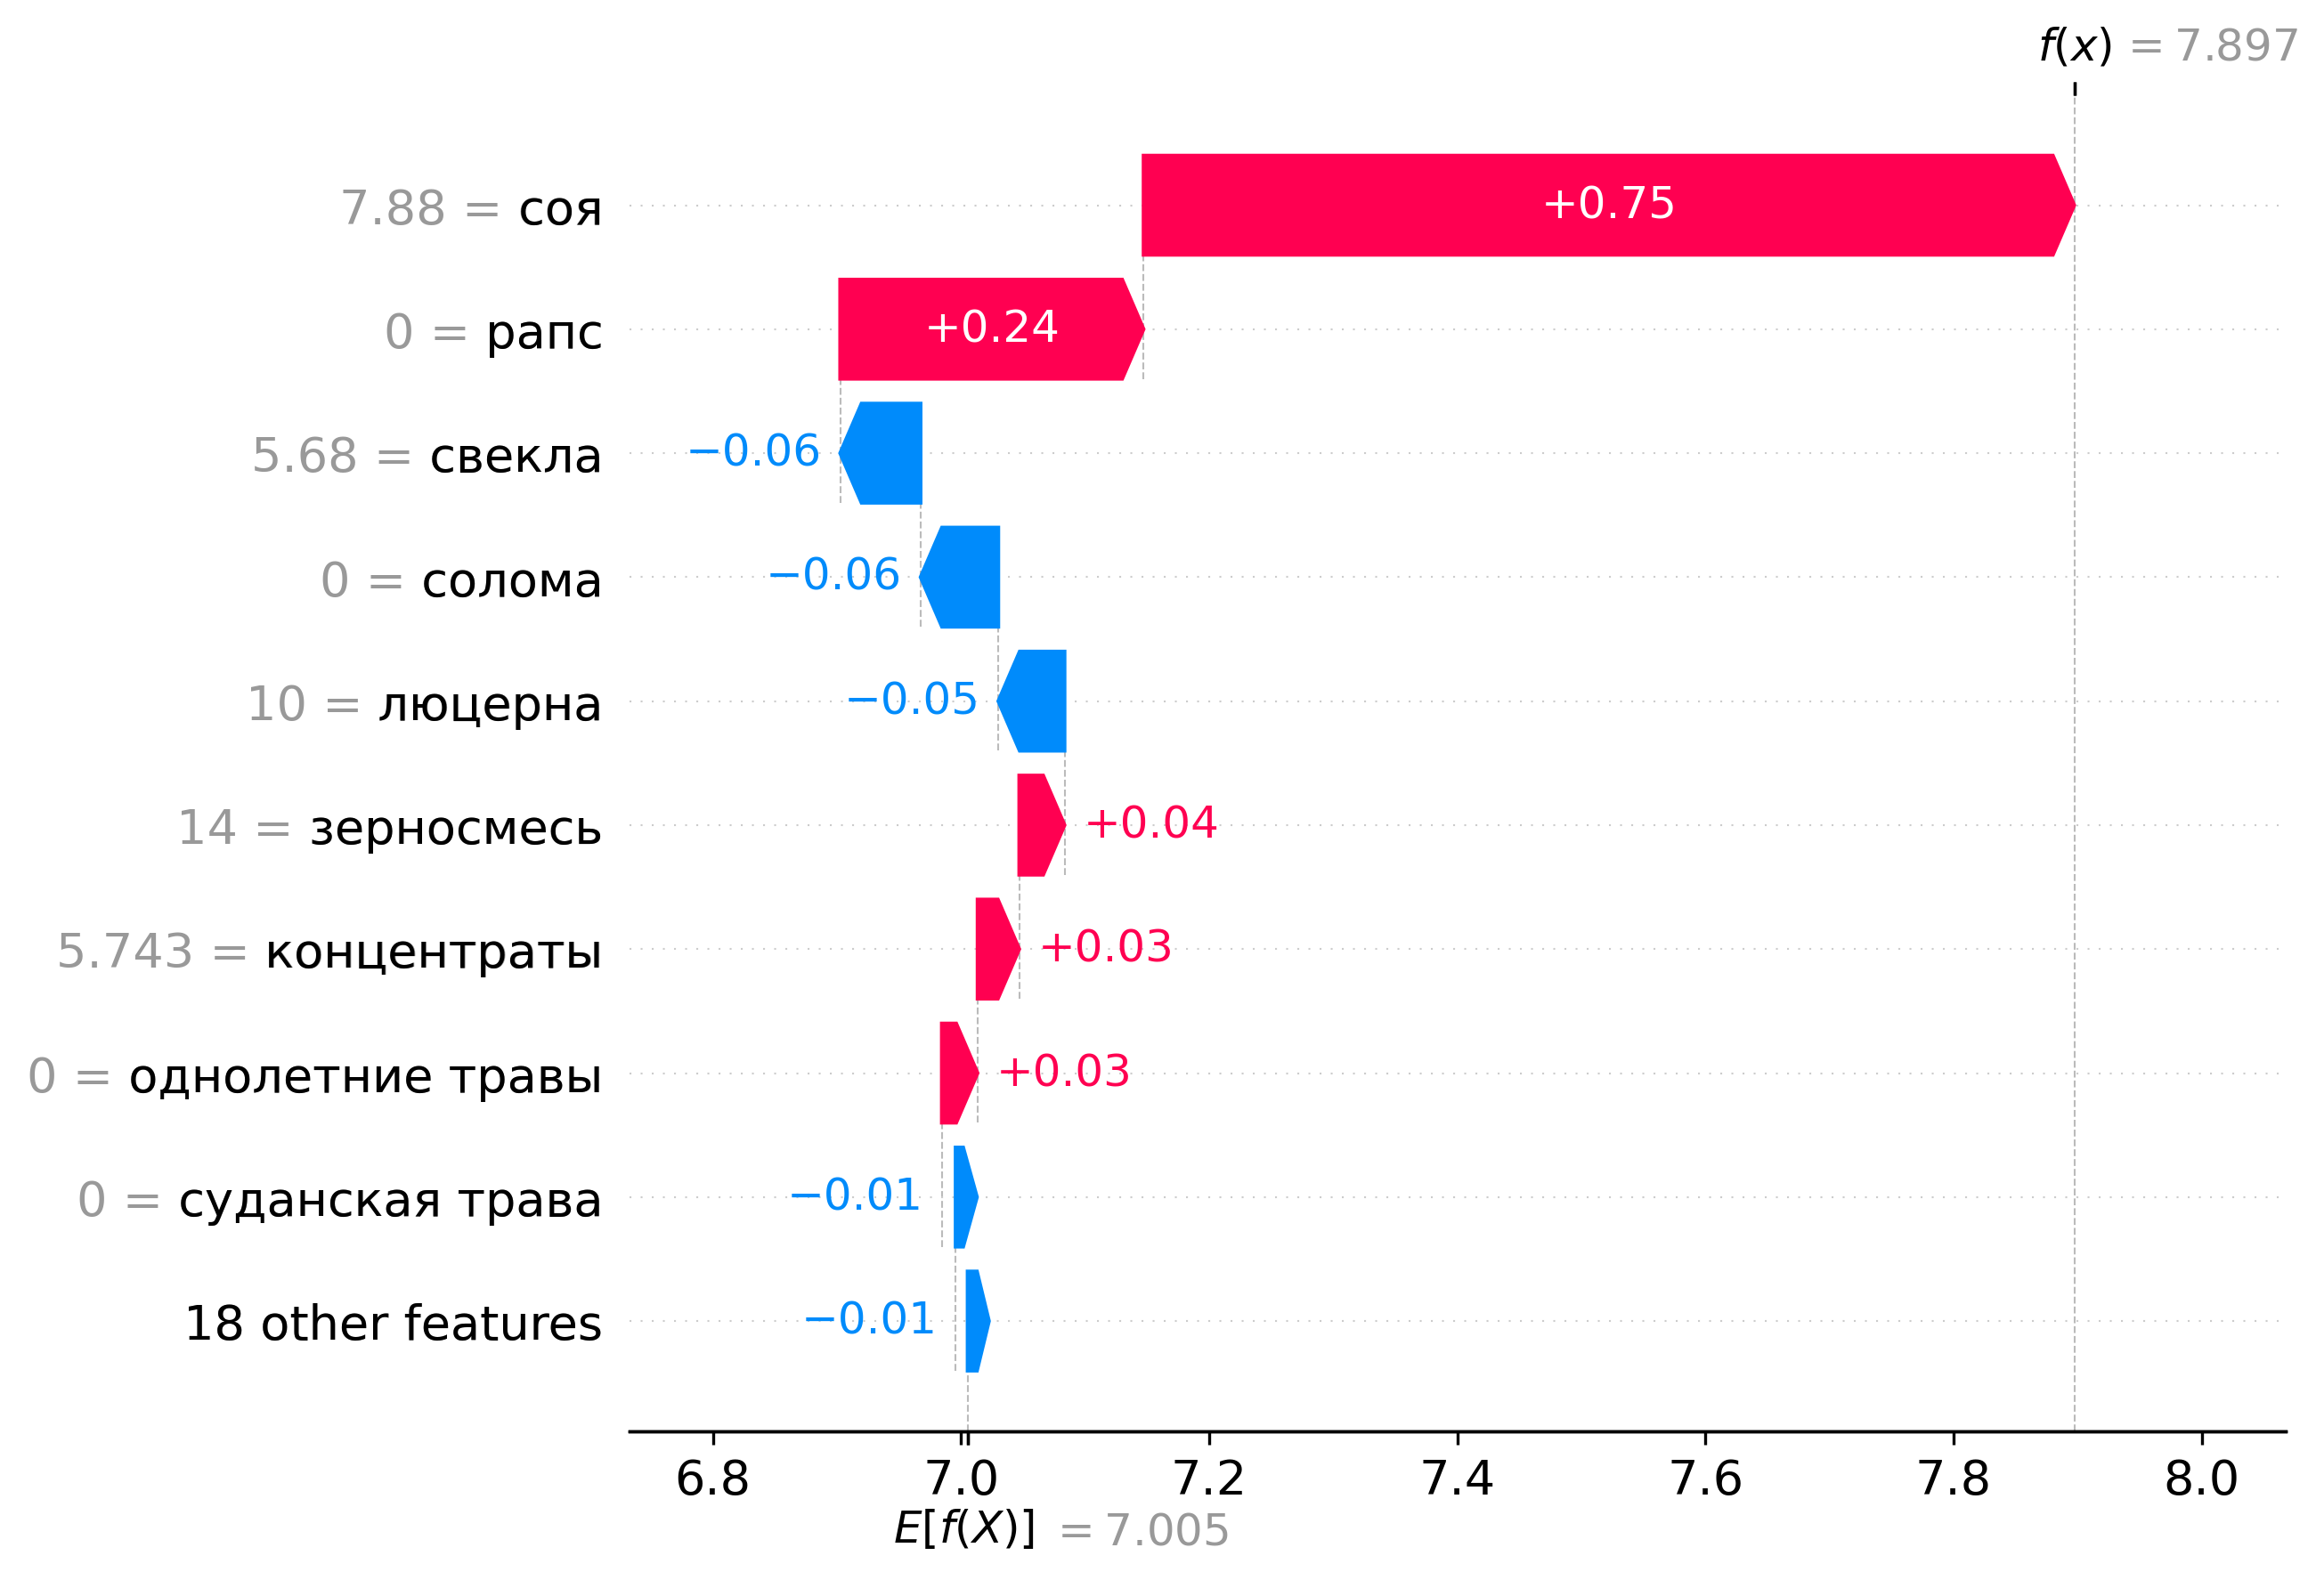 f(x) = 7.897
7.88 = соя
+0.75
0 = рапс
+0.24
5.68 = свекла
−0.06
0 = солома
−0.06
10 = люцерна
−0.05
14 = зерносмесь
+0.04
5.743 = концентраты
+0.03
0 = однолетние травы
+0.03
0 = суданская трава
−0.01
18 other features
−0.01
6.8 7.0 7.2 7.4 7.6 7.8 8.0
E[f(X)] = 7.005